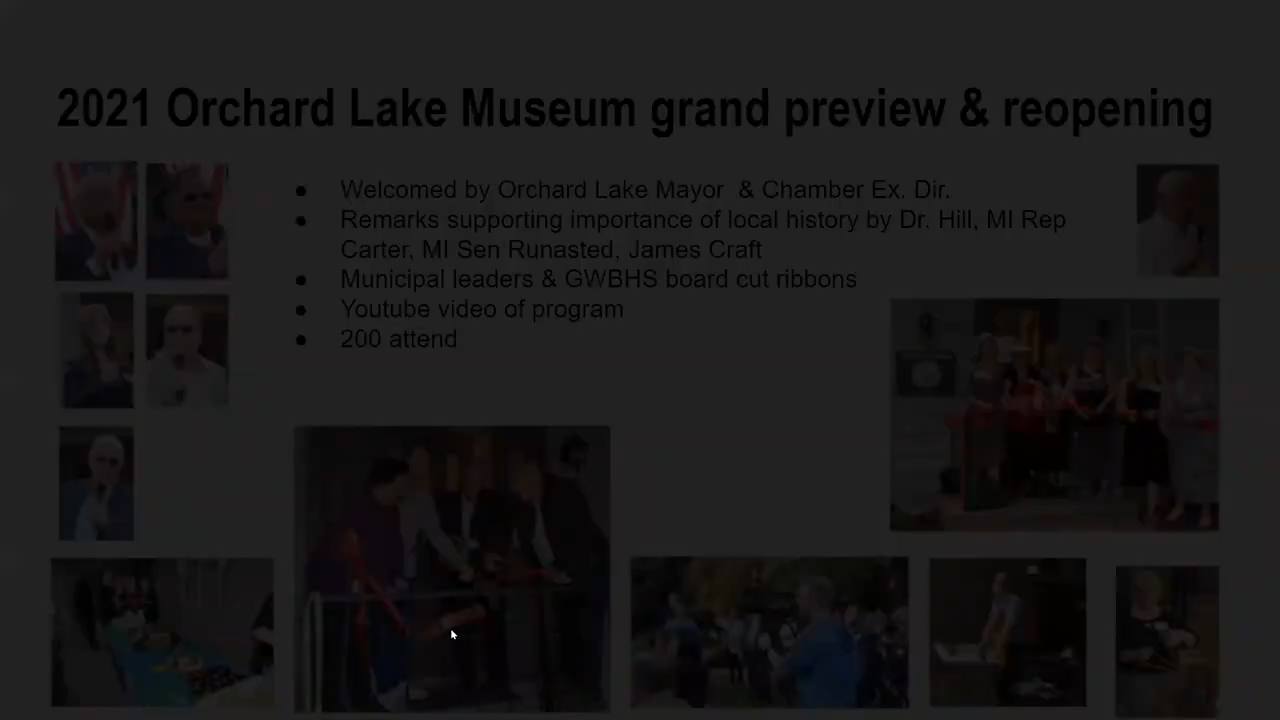 2021 Orchard Lake Museum grand preview & reopening
● Welcomed by Orchard Lake Mayor & Chamber Ex. Dir.
● Remarks supporting importance of local history by Dr. Hill, MI Rep
Carter, MI Sen Runasted, James Craft
● Municipal leaders & GWBHS board cut ribbons
● Youtube video of program
● 200 attend